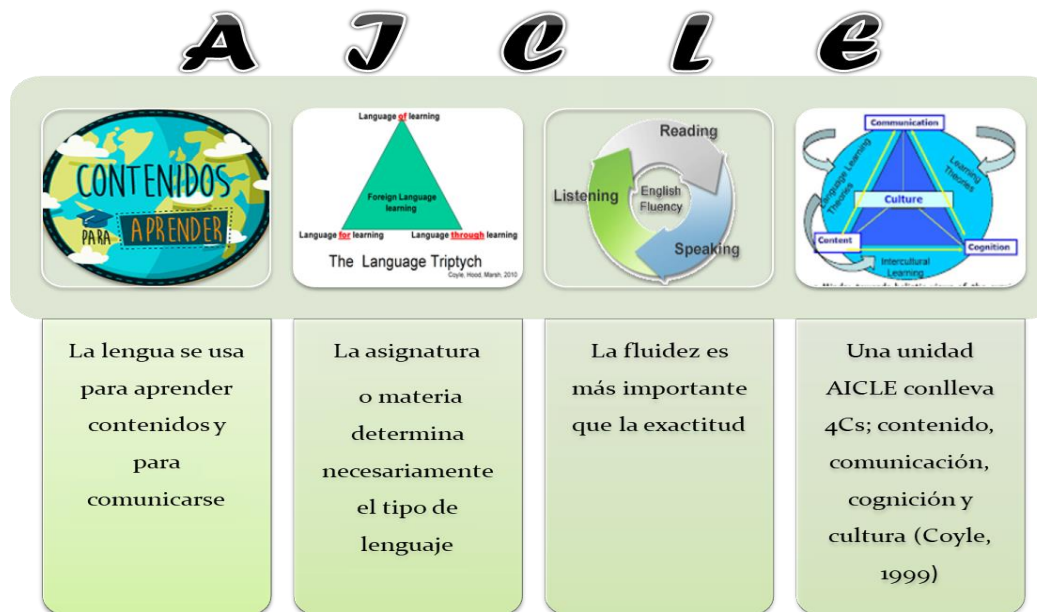 A I C L E
CONTENIDOS
PARA APRENDER
Language of learning
Foreign Language
learning
Language for learning
Language through learning
The Language Triptych
Coyle, Hood, Marsh, 2010
Reading
Listening
English
Fluency
Speaking
Communication
Language Learning
Theories
Learning
Theories
Culture
Content
Cognition
Intercultural
Learning
La lengua se usa
para aprender
contenidos y
para
comunicarse
La asignatura
o materia
determina
necesariamente
el tipo de
lenguaje
La fluidez es
más importante
que la exactitud
Una unidad
AICLE conlleva
4Cs; contenido,
comunicación,
cognición y
cultura (Coyle,
1999)